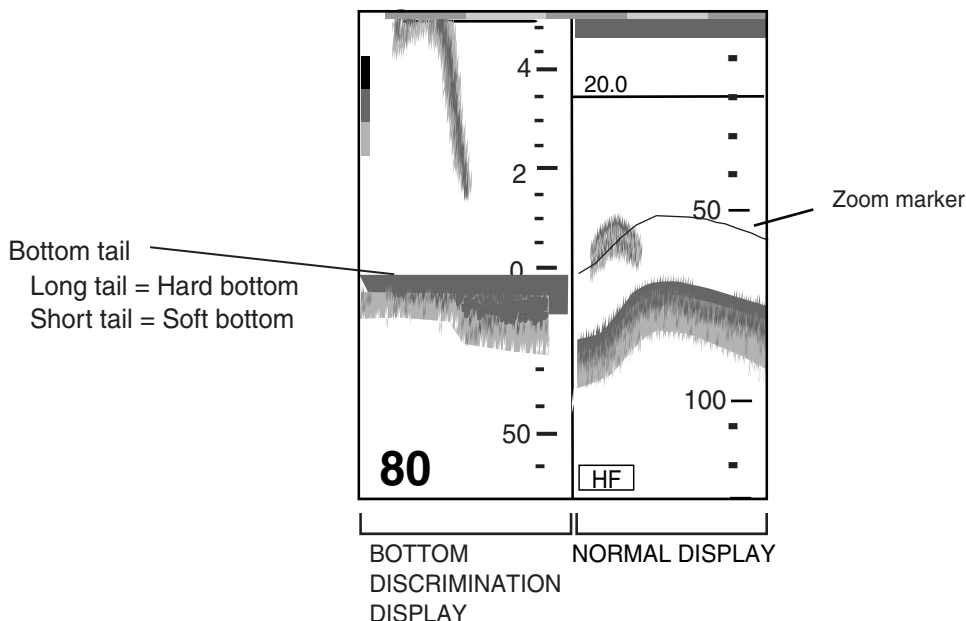 4
2
0
50
80
20.0
50
100
HF
Zoom marker
Bottom tail
Long tail = Hard bottom
Short tail = Soft bottom
BOTTOM
DISCRIMINATION
DISPLAY
NORMAL DISPLAY